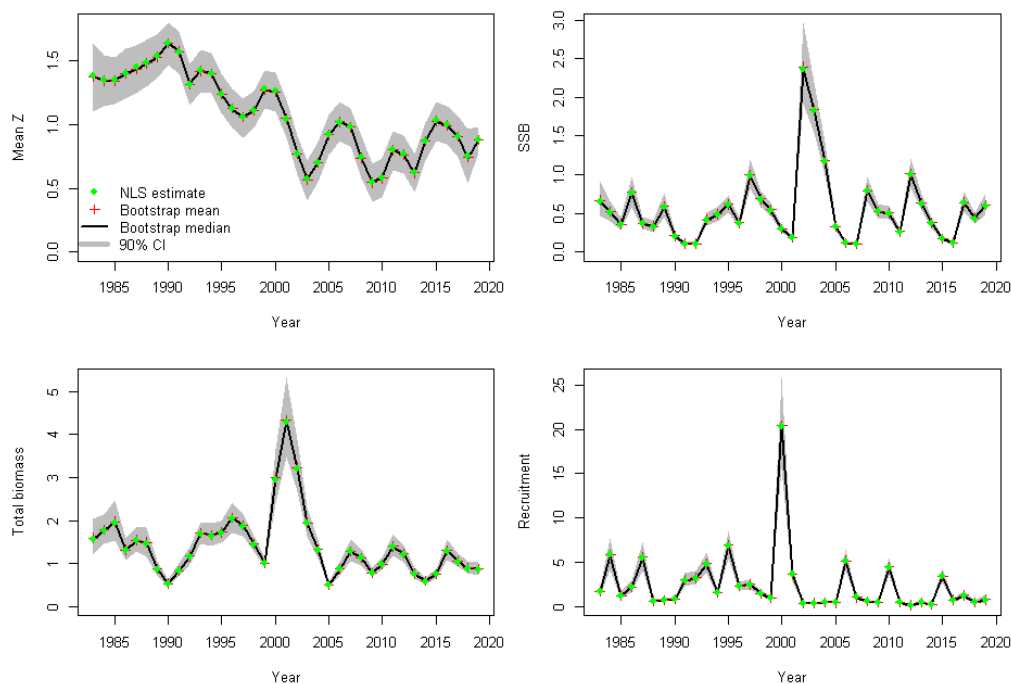 Mean Z
0.0 0.5 1.0 1.5
NLS estimate
Bootstrap mean
Bootstrap median
90% CI
1985 1990 1995 2000 2005 2010 2015 2020
Year
SSB
0.0 0.5 1.0 1.5 2.0 2.5 3.0
1985 1990 1995 2000 2005 2010 2015 2020
Year
Total biomass
0 1 2 3 4 5
1985 1990 1995 2000 2005 2010 2015 2020
Year
Recruitment
0 5 10 15 20 25
1985 1990 1995 2000 2005 2010 2015 2020
Year